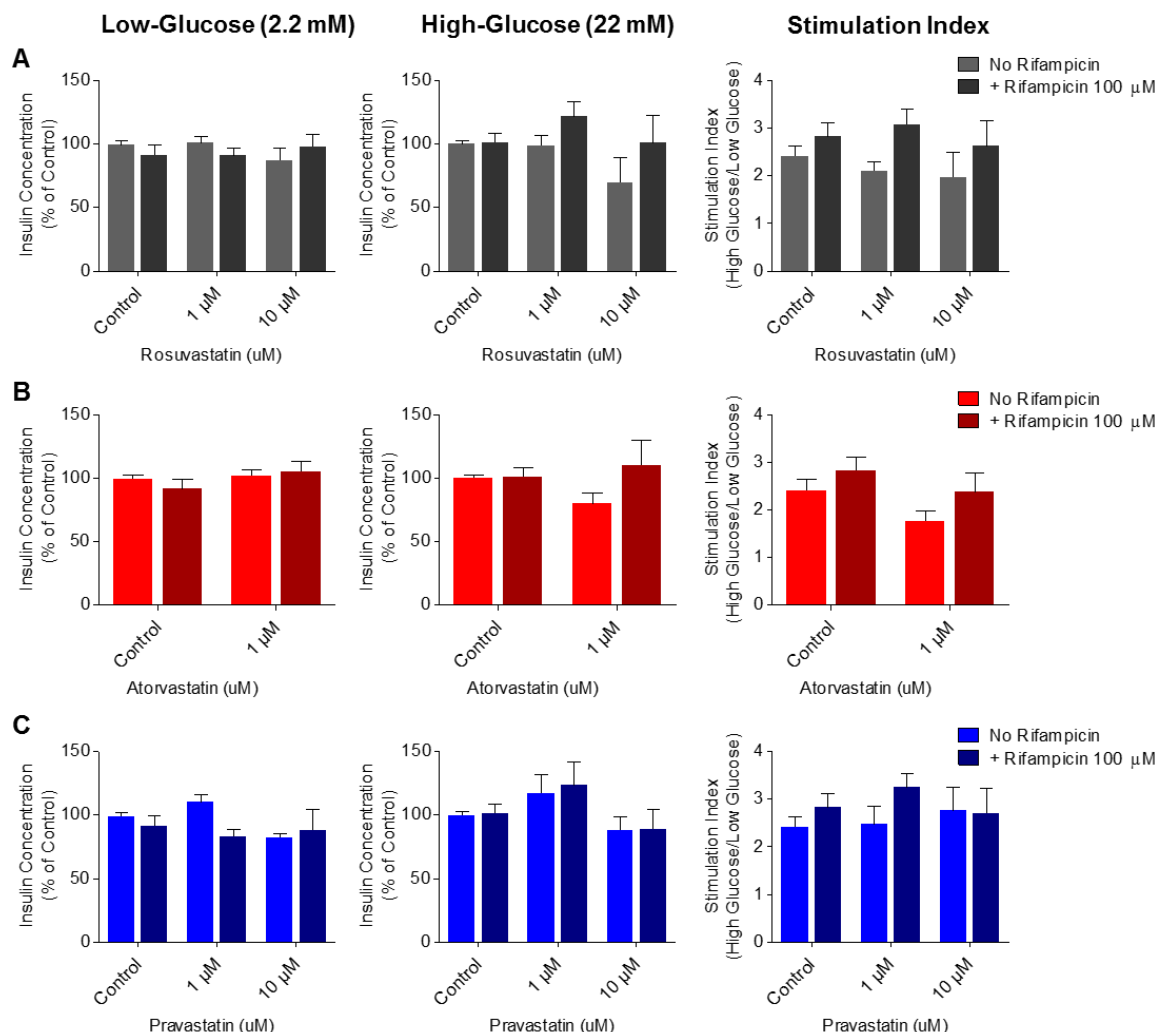 Low-Glucose (2.2 mM)
High-Glucose (22 mM)
Stimulation Index
A
Insulin Concentration
(% of Control)
150
100
50
0
Control
1 µM
10 µM
Rosuvastatin (uM)
Insulin Concentration
(% of Control)
150
100
50
0
Control
1 µM
10 µM
Rosuvastatin (uM)
Stimulation Index
(High Glucose/Low Glucose)
4
3
2
1
0
Control
1 µM
10 µM
Rosuvastatin (uM)
No Rifampicin
+ Rifampicin 100 µM
B
Insulin Concentration
(% of Control)
150
100
50
0
Control
1 µM
Atorvastatin (uM)
Insulin Concentration
(% of Control)
150
100
50
0
Control
1 µM
Atorvastatin (uM)
Stimulation Index
(High Glucose/Low Glucose)
4
3
2
1
0
Control
1 µM
Atorvastatin (uM)
No Rifampicin
+ Rifampicin 100 µM
C
Insulin Concentration
(% of Control)
150
100
50
0
Control
1 µM
10 µM
Pravastatin (uM)
Insulin Concentration
(% of Control)
150
100
50
0
Control
1 µM
10 µM
Pravastatin (uM)
Stimulation Index
(High Glucose/Low Glucose)
4
3
2
1
0
Control
1 µM
10 µM
Pravastatin (uM)
No Rifampicin
+ Rifampicin 100 µM